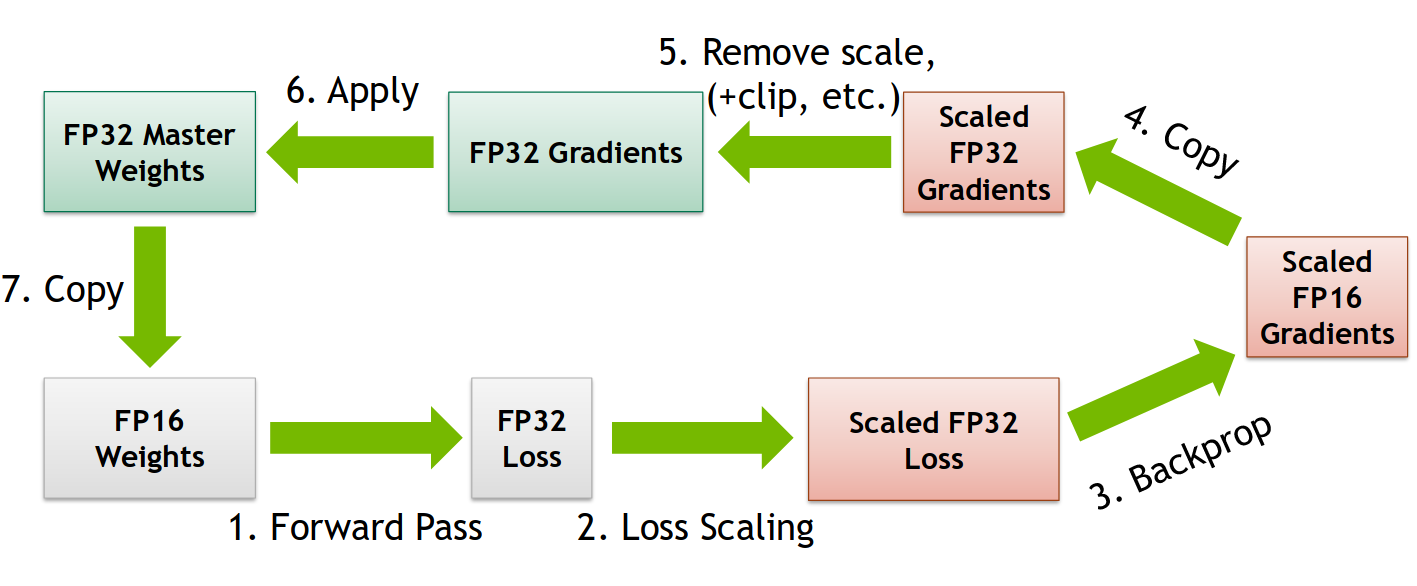 5. Remove scale,
(+clip, etc.)
6. Apply
FP32 Master
Weights
FP32 Gradients
Scaled
FP32
Gradients
4. Copy
7. Copy
Scaled
FP16
Gradients
FP16
Weights
FP32
Loss
Scaled FP32
Loss
3. Backprop
1. Forward Pass
2. Loss Scaling